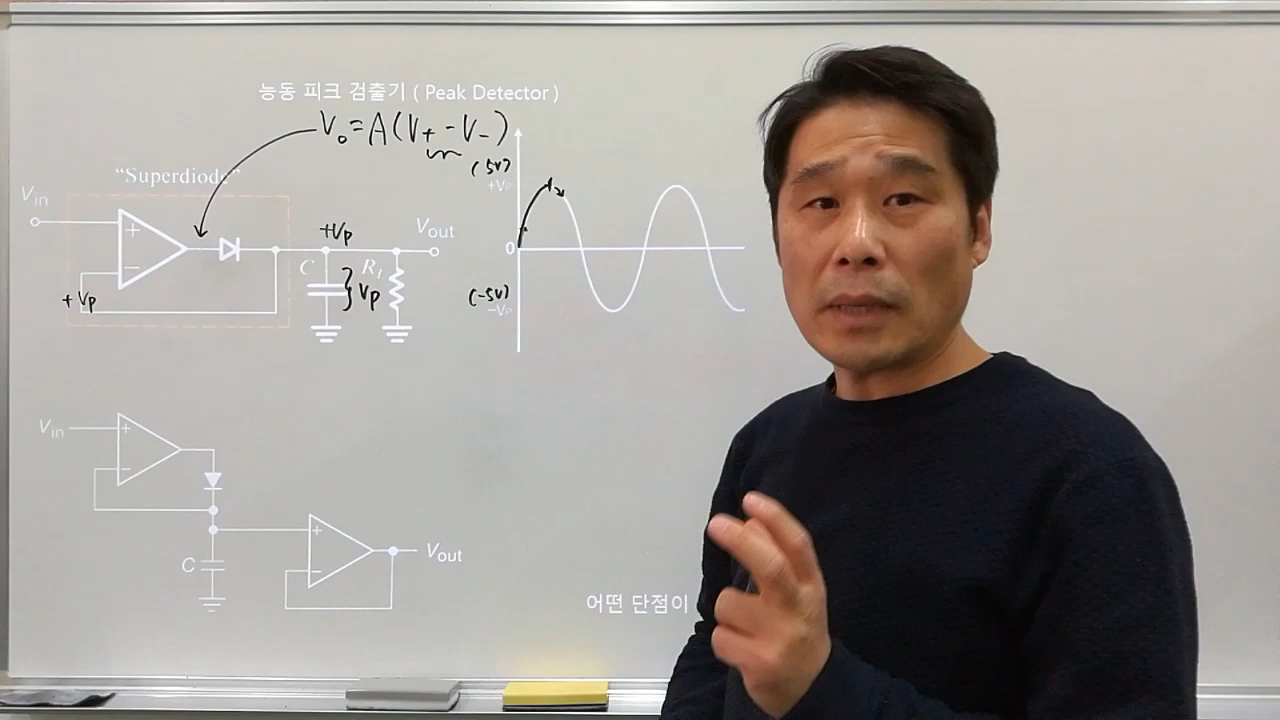 능동 피크 검출기 ( Peak Detector )
V₀=A(V+ -V-)
"Superdiode"
Vin
+
−
+Vp
+Vp
C
}Vp
R₁
Vout
(5V)
+Vp
0
(-5V)
−Vp
Vin
+
−
C
+
−
Vout
어떤 단점이